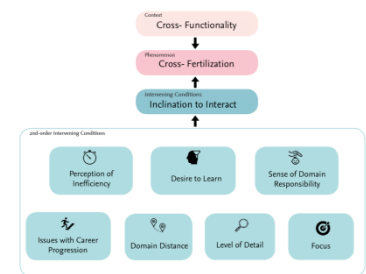 Context
Cross- Functionality
Phenomenon
Cross- Fertilization
Intervening Conditions
Inclination to Interact
2nd-order Intervening Conditions
Perception of
Inefficiency
Desire to Learn
Sense of Domain
Responsibility
Issues with Career
Progression
Domain Distance
Level of Detail
Focus